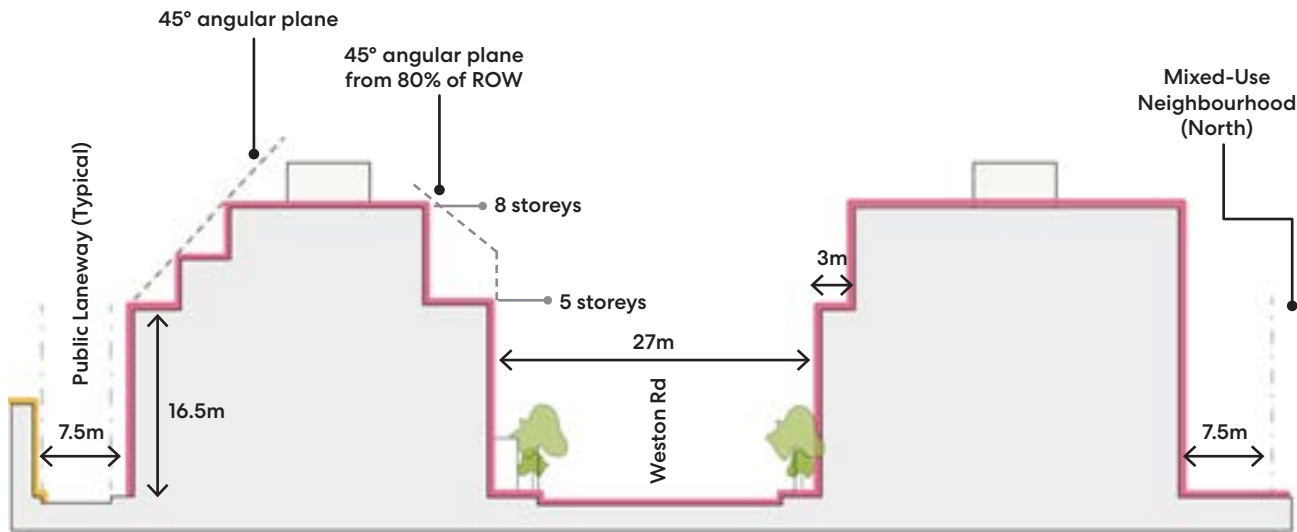 45° angular plane
45° angular plane
from 80% of ROW
Mixed-Use
Neighbourhood
(North)
Public Laneway (Typical)
8 storeys
3m
5 storeys
27m
16.5m
Weston Rd
7.5m
7.5m